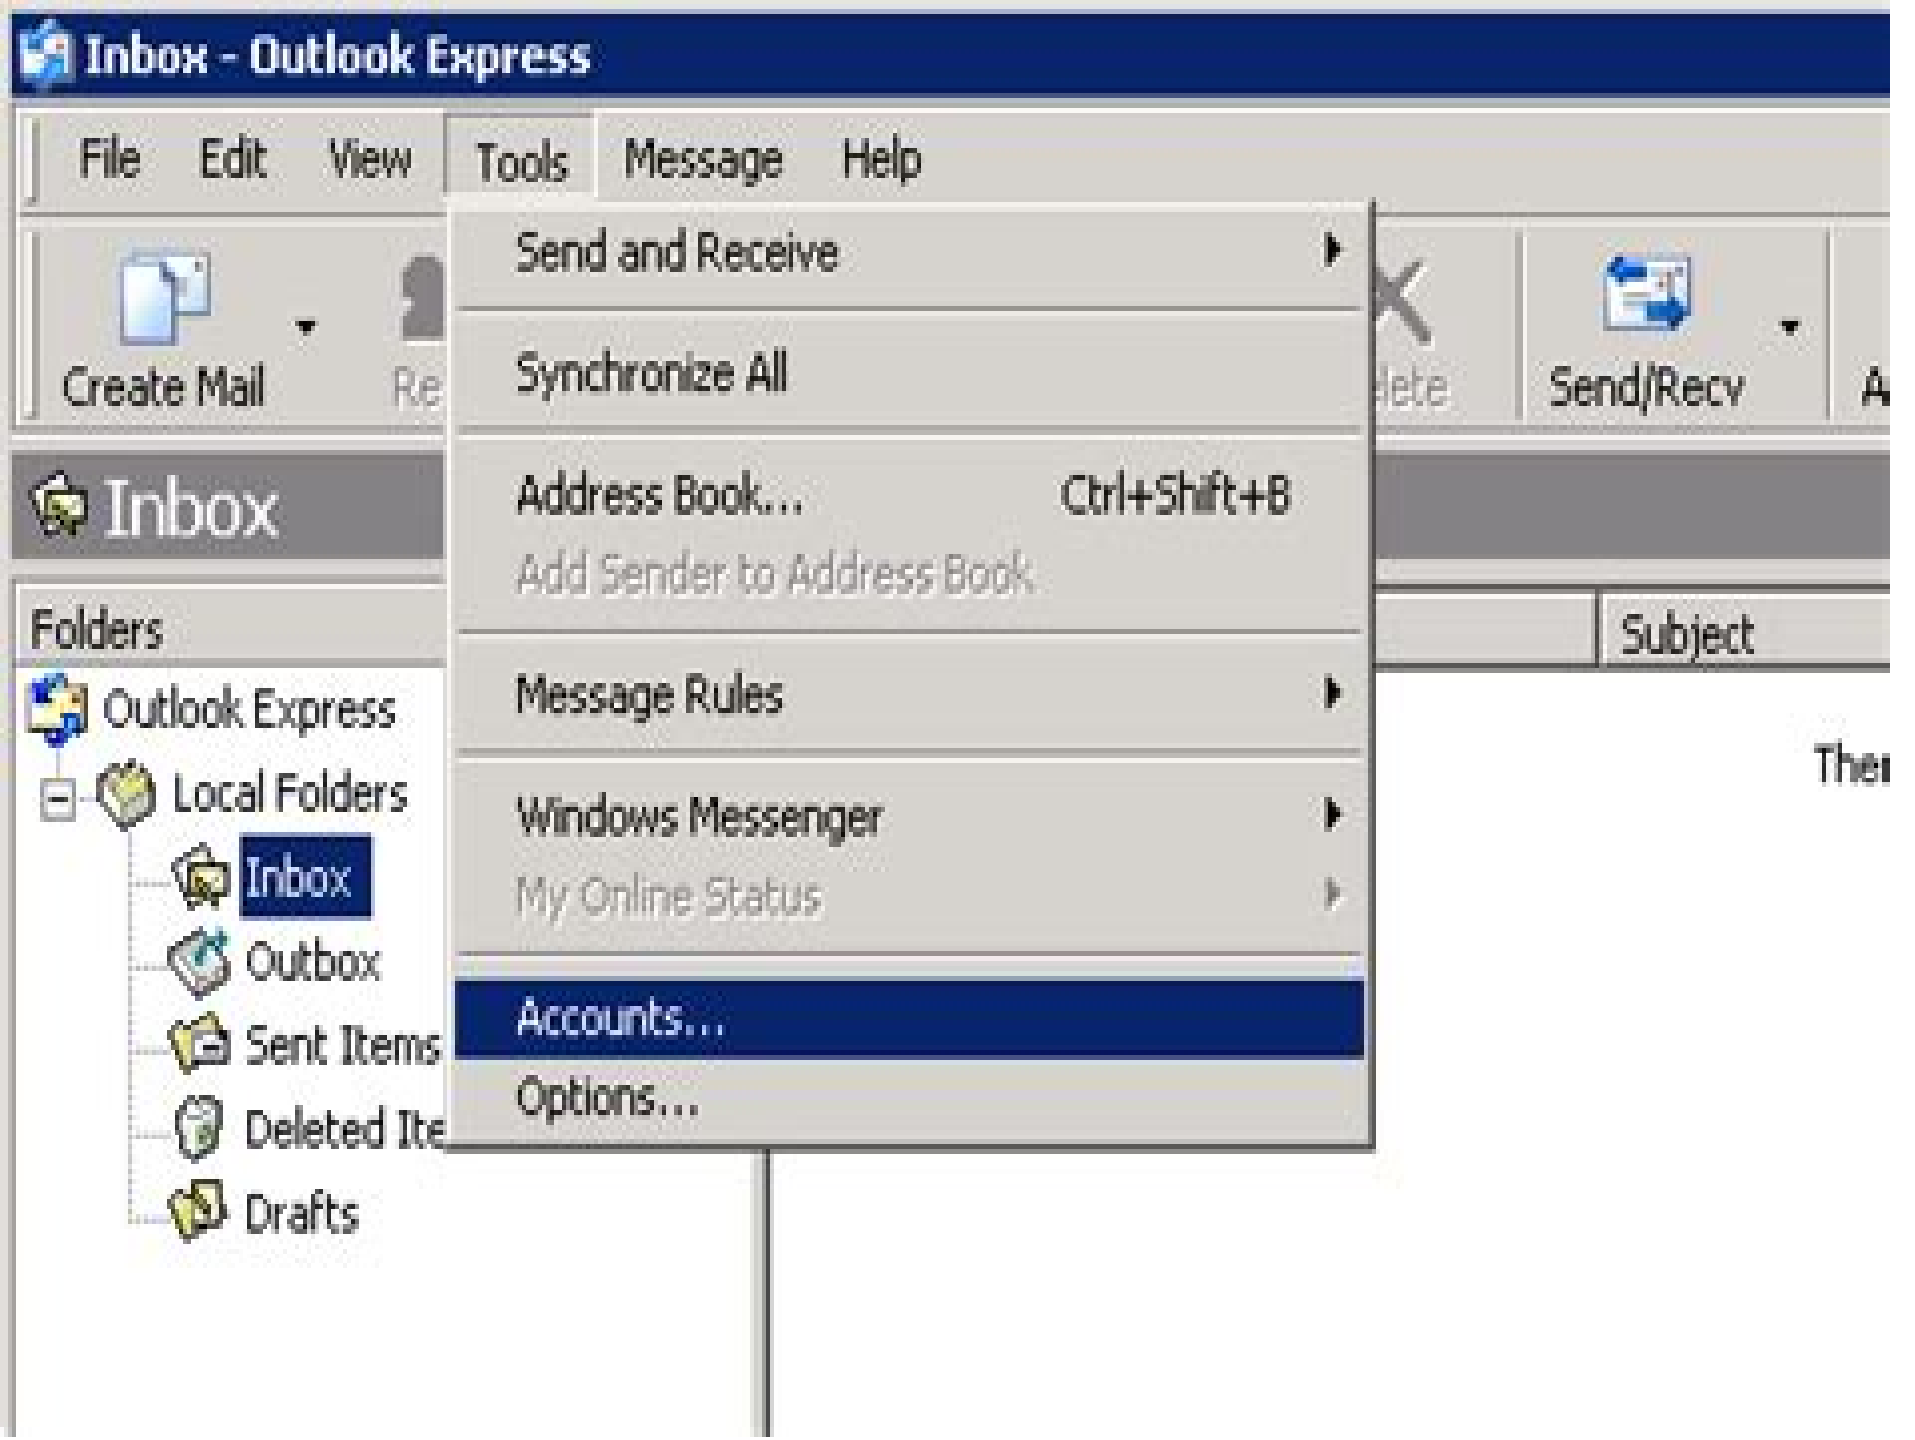 Inbox - Outlook Express
File Edit View Tools Message Help
Create Mail
Send/Recv
Inbox
Send and Receive
Synchronize All
Address Book... Ctrl+Shift+B
Add Sender to Address Book
Message Rules
Windows Messenger
My Online Status
Accounts...
Options...
Folders
Outlook Express
Local Folders
Inbox
Outbox
Sent Items
Deleted Ite
Drafts
Subject